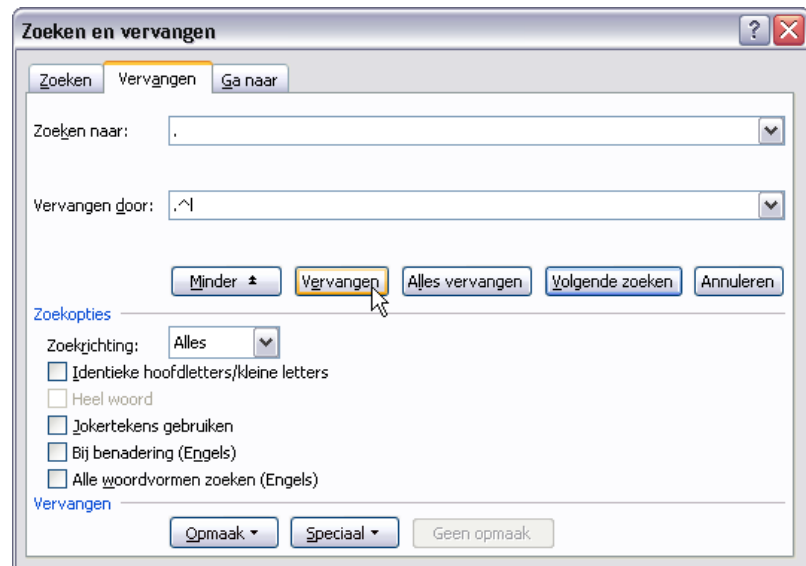 Zoeken en vervangen
Zoeken Vervangen Ga naar
Zoeken naar: .
Vervangen door: .^l
Minder Vervangen Alles vervangen Volgende zoeken Annuleren
Zoekopties
Zoekrichting: Alles
Identieke hoofdletters/kleine letters
Heel woord
Jokertekens gebruiken
Bij benadering (Engels)
Alle woordvormen zoeken (Engels)
Vervangen
Opmaak Speciaal Geen opmaak